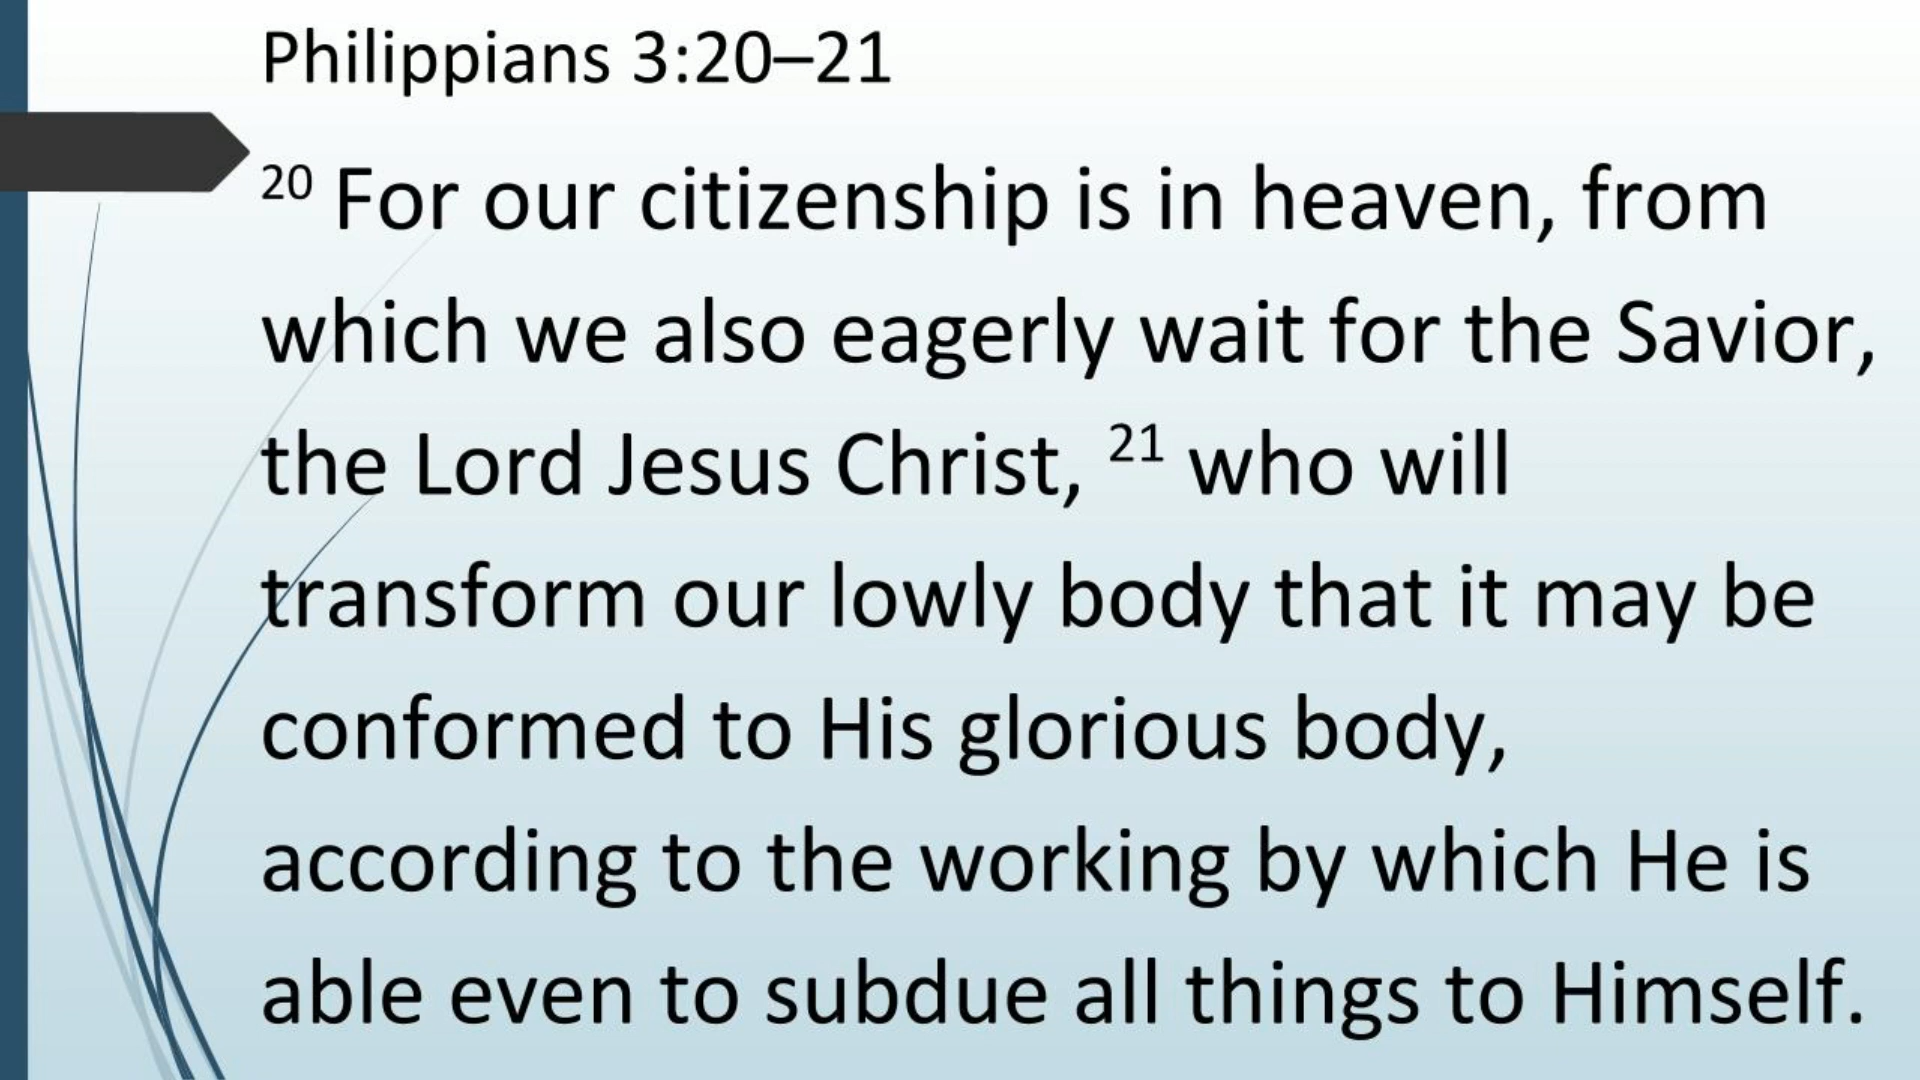 Philippians 3:20–21
20 For our citizenship is in heaven, from
which we also eagerly wait for the Savior,
the Lord Jesus Christ, 21 who will
transform our lowly body that it may be
conformed to His glorious body,
according to the working by which He is
able even to subdue all things to Himself.